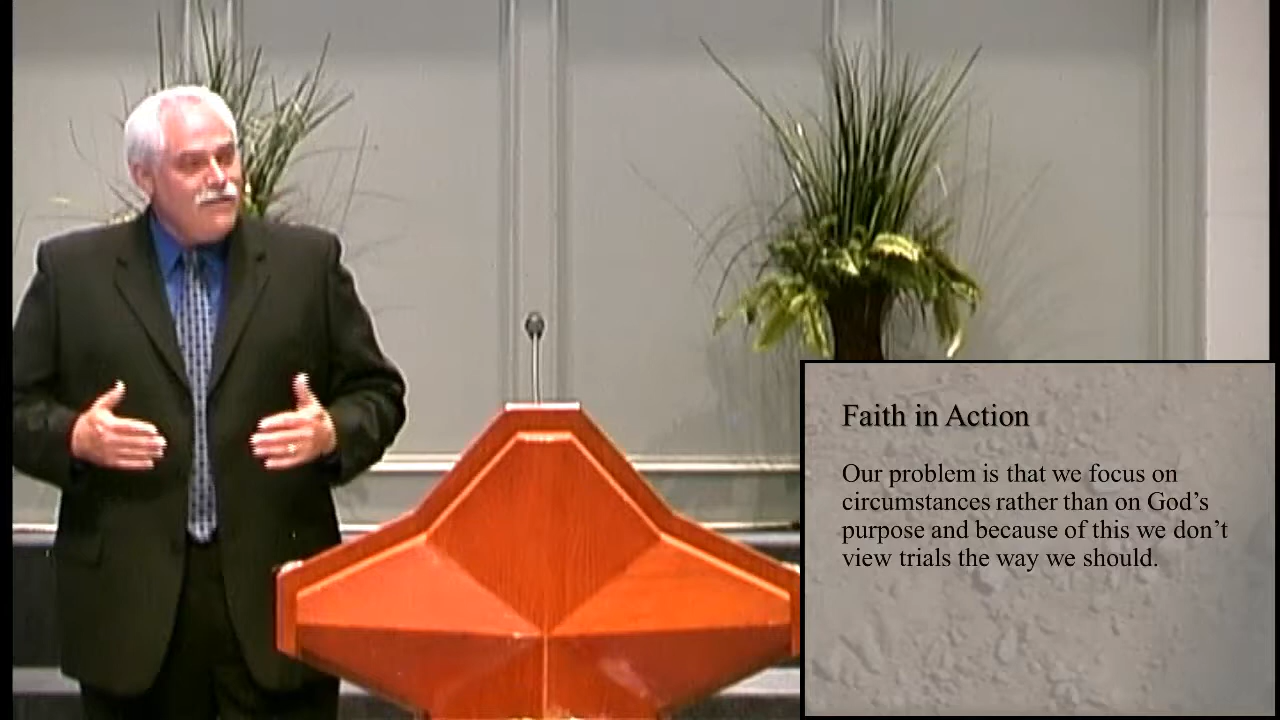 Faith in Action
Our problem is that we focus on
circumstances rather than on God’s
purpose and because of this we don’t
view trials the way we should.